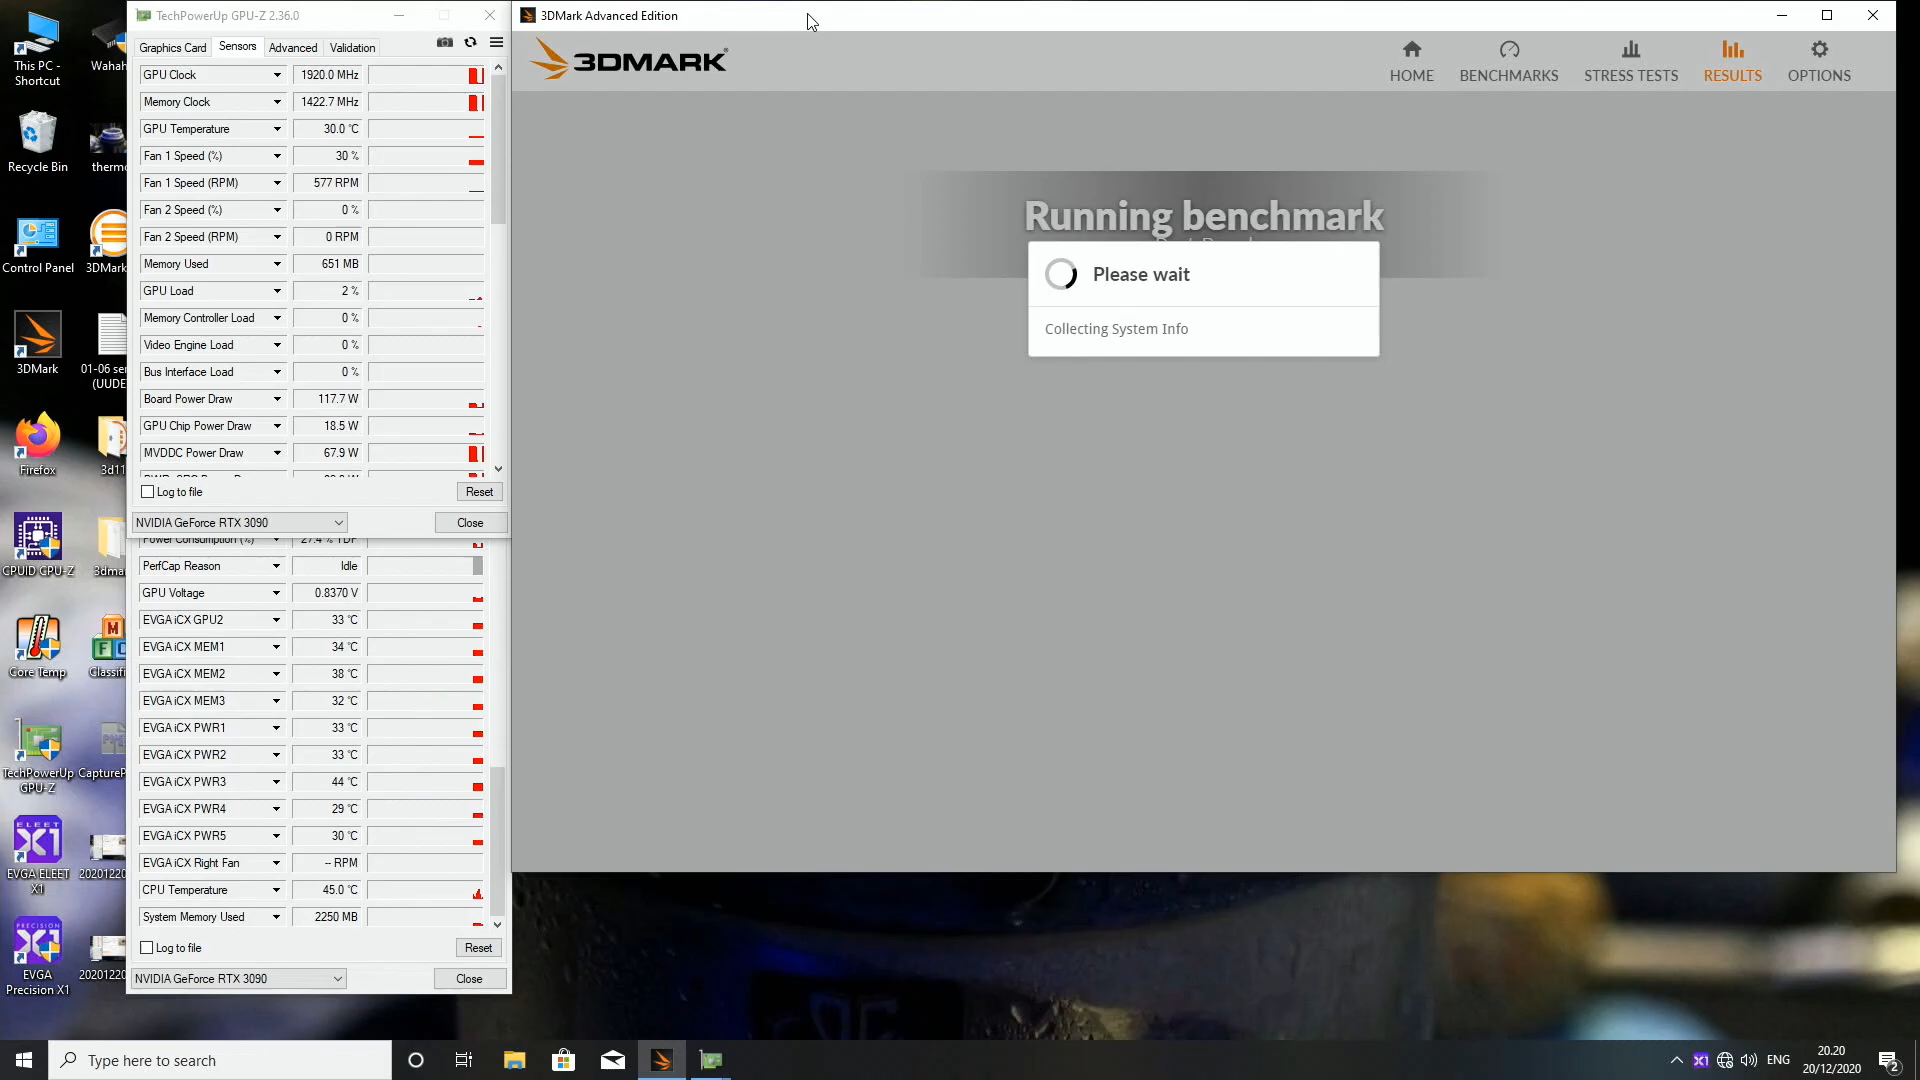 This PC - Shortcut
Wahah
Recycle Bin
thermo
Control Panel
3DMark
3DMark
01-06 se
(UUDE
Firefox
3d11
CPUID CPU-Z
3dma
Core Temp
Classifi
TechPowerUp GPU-Z
CaptureP
EVGA ELEET X1
20201220
EVGA Precision X1
20201220
TechPowerUp GPU-Z 2.36.0
Graphics Card Sensors Advanced Validation
GPU Clock 1920.0 MHz
Memory Clock 1422.7 MHz
GPU Temperature 30.0 °C
Fan 1 Speed (%) 30 %
Fan 1 Speed (RPM) 577 RPM
Fan 2 Speed (%) 0 %
Fan 2 Speed (RPM) 0 RPM
Memory Used 651 MB
GPU Load 2 %
Memory Controller Load 0 %
Video Engine Load 0 %
Bus Interface Load 0 %
Board Power Draw 117.7 W
GPU Chip Power Draw 18.5 W
MVDDC Power Draw 67.9 W
Log to file Reset
NVIDIA GeForce RTX 3090 Close
Power Consumption (%) 27.4 % TDP
PerfCap Reason Idle
GPU Voltage 0.8370 V
EVGA iCX GPU2 33 °C
EVGA iCX MEM1 34 °C
EVGA iCX MEM2 38 °C
EVGA iCX MEM3 32 °C
EVGA iCX PWR1 33 °C
EVGA iCX PWR2 33 °C
EVGA iCX PWR3 44 °C
EVGA iCX PWR4 29 °C
EVGA iCX PWR5 30 °C
EVGA iCX Right Fan -- RPM
CPU Temperature 45.0 °C
System Memory Used 2250 MB
Log to file Reset
NVIDIA GeForce RTX 3090 Close
3DMark Advanced Edition
3DMARK®
HOME BENCHMARKS STRESS TESTS RESULTS OPTIONS
Running benchmark
Please wait
Collecting System Info
Type here to search
X1 ENG
20.20
20/12/2020
2